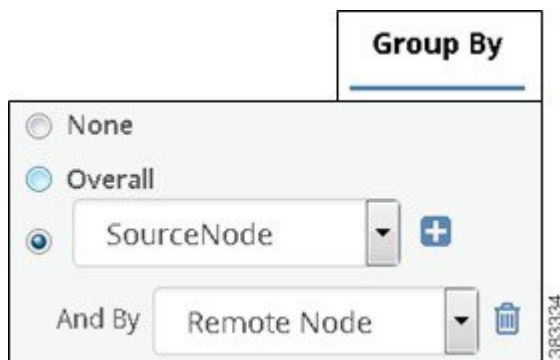 Group By
None
Overall
SourceNode
And By Remote Node
383334